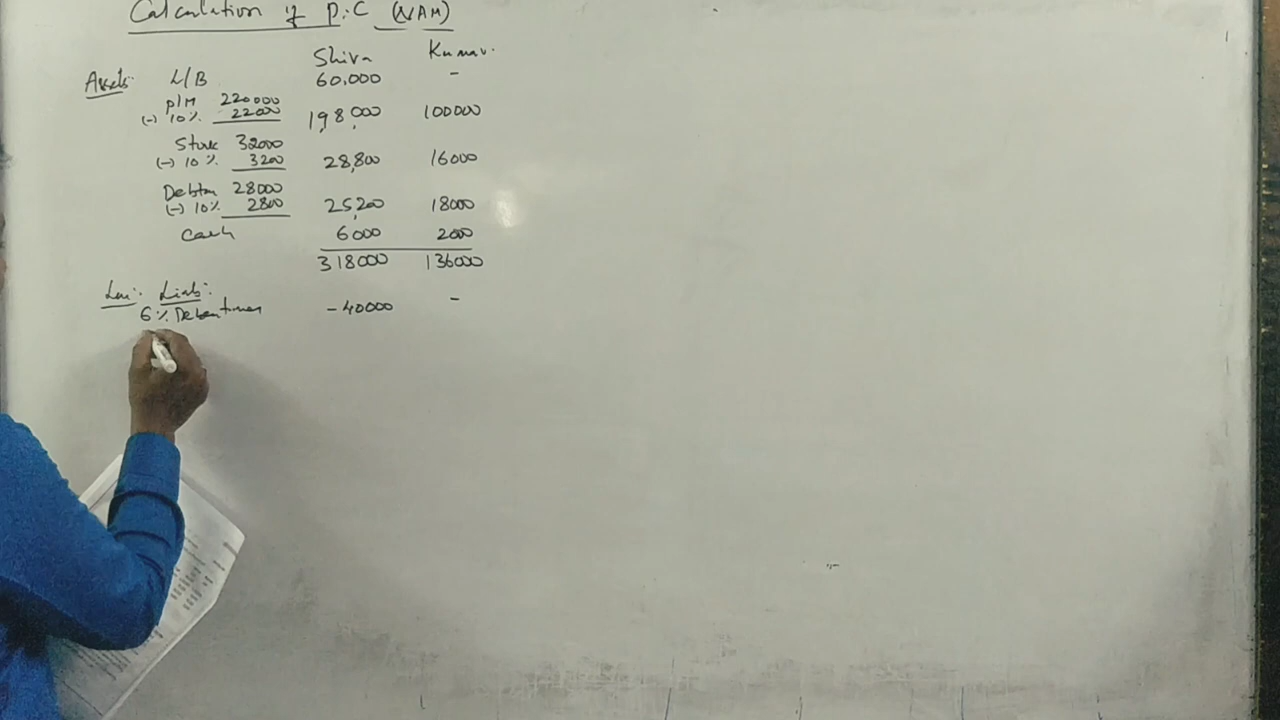 Calculation of P.C (NAM)
Shiva Kumar.
Assets: L/B 60,000 -
P/M 220000
(-) 10% 22000 198,000 100000
Stock 32000
(-) 10% 3200 28,800 16000
Debtor 28000
(-) 10% 2800 25,200 18000
Cash 6000 2000
318000 136000
Less: Liab:
6% Debentures -40000 -